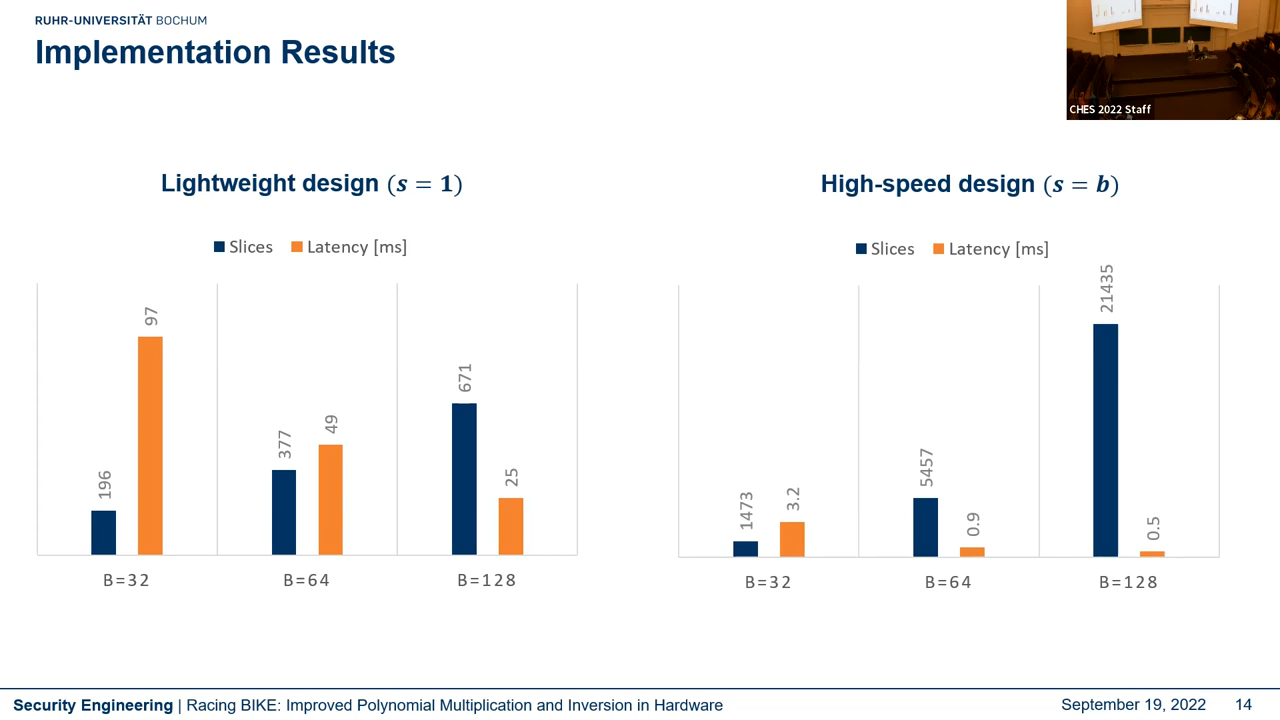 RUHR-UNIVERSITÄT BOCHUM
Implementation Results
CHES 2022 Staff
Lightweight design (s = 1)
Slices Latency [ms]
196
97
377
49
671
25
B=32 B=64 B=128
High-speed design (s = b)
Slices Latency [ms]
1473
3.2
5457
0.9
21435
0.5
B=32 B=64 B=128
Security Engineering | Racing BIKE: Improved Polynomial Multiplication and Inversion in Hardware
September 19, 2022 14